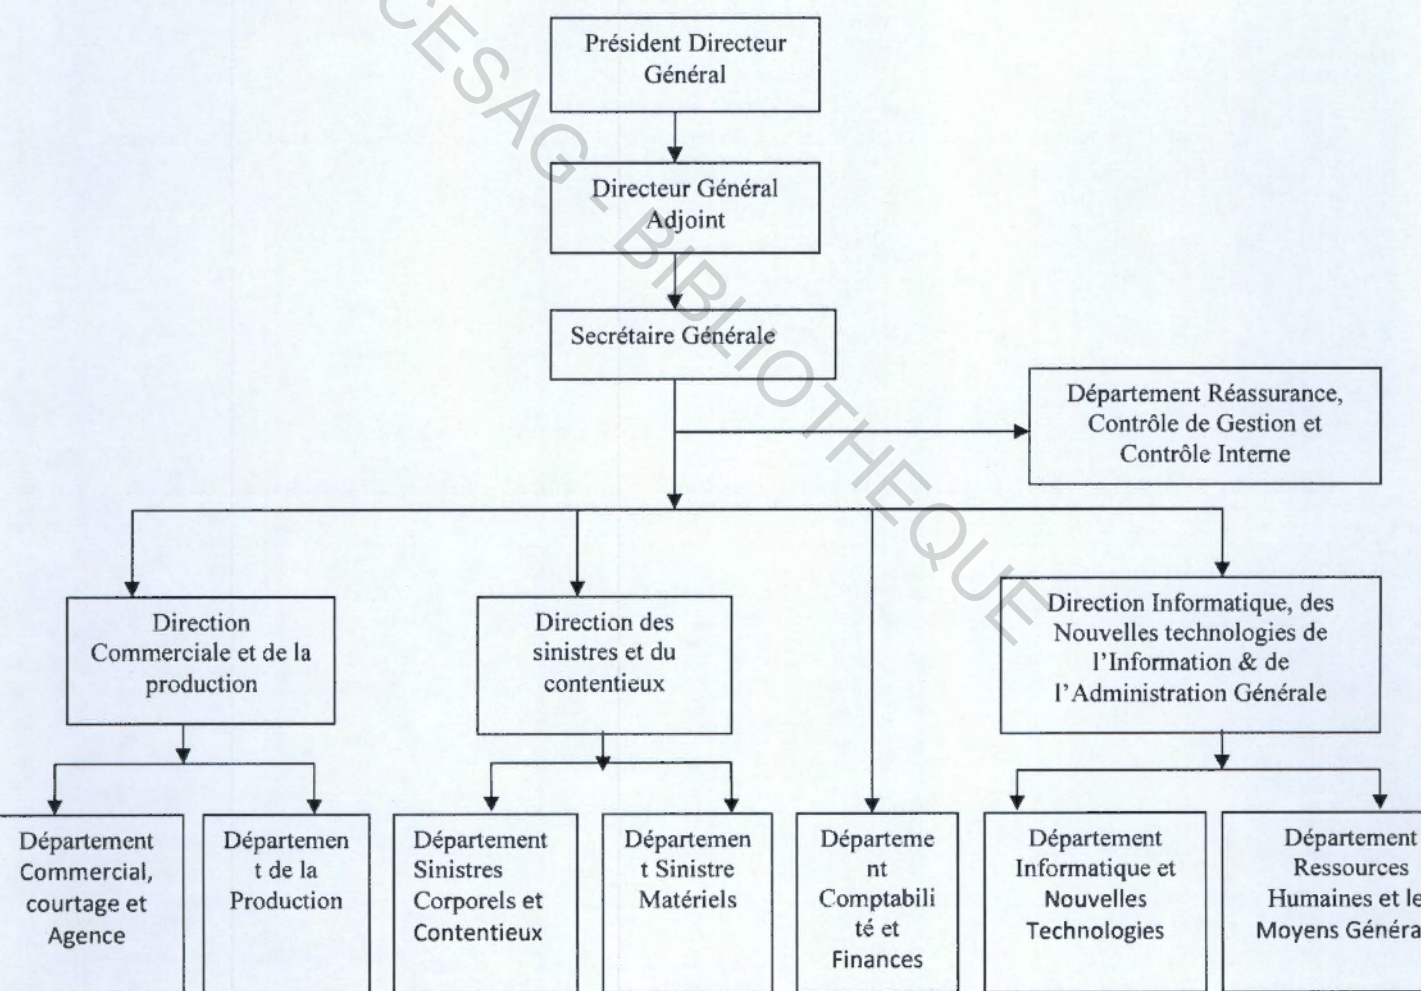 CESAG - BIBLIOTHEQUE
Président Directeur
Général
Directeur Général
Adjoint
Secrétaire Générale
Département Réassurance,
Contrôle de Gestion et
Contrôle Interne
Direction
Commerciale et de la
production
Direction des
sinistres et du
contentieux
Direction Informatique, des
Nouvelles technologies de
l'Information & de
l'Administration Générale
Département
Commercial,
courtage et
Agence
Départemen
t de la
Production
Département
Sinistres
Corporels et
Contentieux
Départemen
t Sinistre
Matériels
Départeme
nt
Comptabili
té et
Finances
Département
Informatique et
Nouvelles
Technologies
Département
Ressources
Humaines et le
Moyens Généra